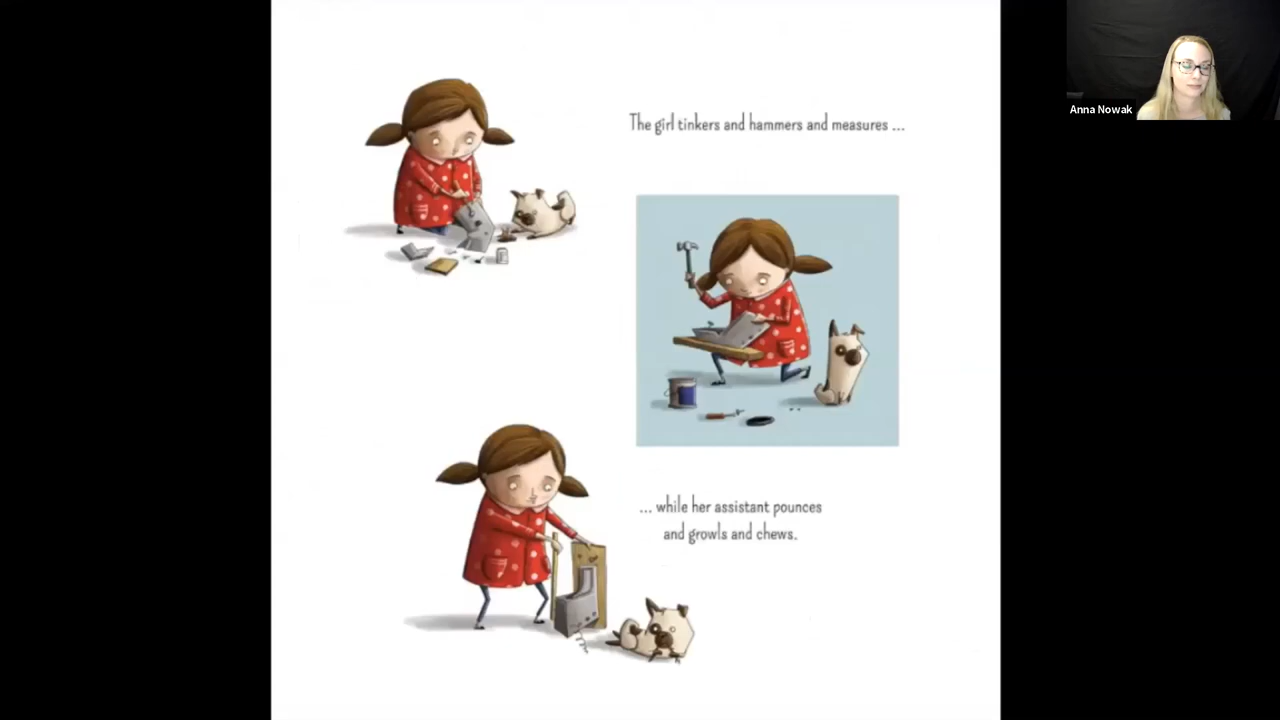 The girl tinkers and hammers and measures ...
... while her assistant pounces
and growls and chews.
Anna Nowak